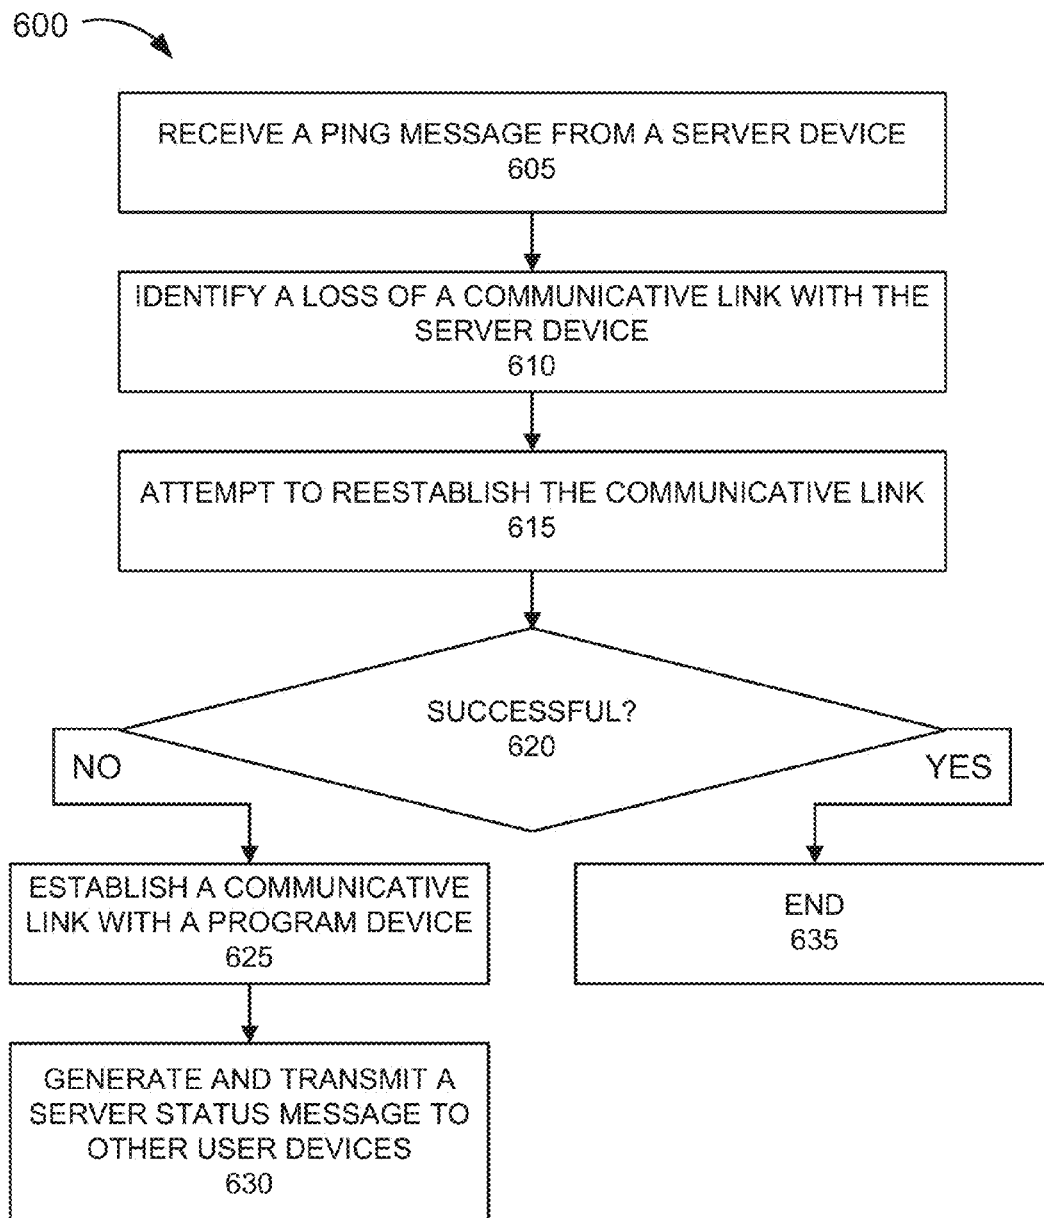 600
RECEIVE A PING MESSAGE FROM A SERVER DEVICE
605
IDENTIFY A LOSS OF A COMMUNICATIVE LINK WITH THE
SERVER DEVICE
610
ATTEMPT TO REESTABLISH THE COMMUNICATIVE LINK
615
SUCCESSFUL?
620
NO
YES
ESTABLISH A COMMUNICATIVE
LINK WITH A PROGRAM DEVICE
625
END
635
GENERATE AND TRANSMIT A
SERVER STATUS MESSAGE TO
OTHER USER DEVICES
630